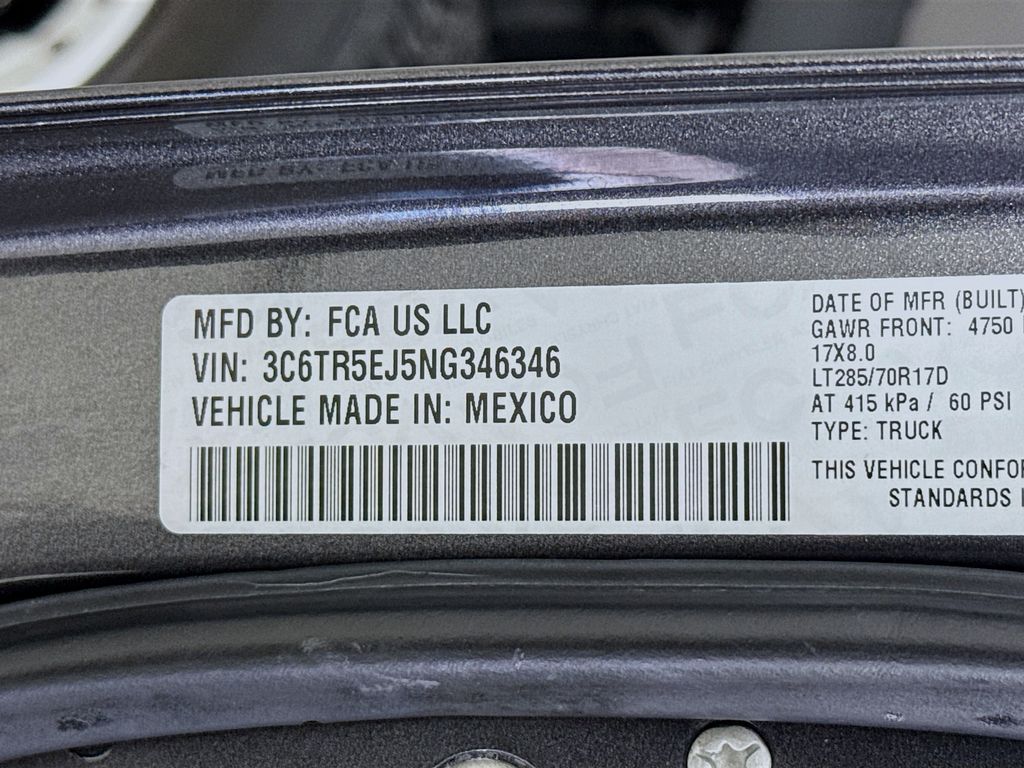 MFD BY: FCA US LLC
VIN: 3C6TR5EJ5NG346346
VEHICLE MADE IN: MEXICO
DATE OF MFR (BUILT)
GAWR FRONT: 4750
17X8.0
LT285/70R17D
AT 415 kPa / 60 PSI
TYPE: TRUCK
THIS VEHICLE CONFO
STANDARDS